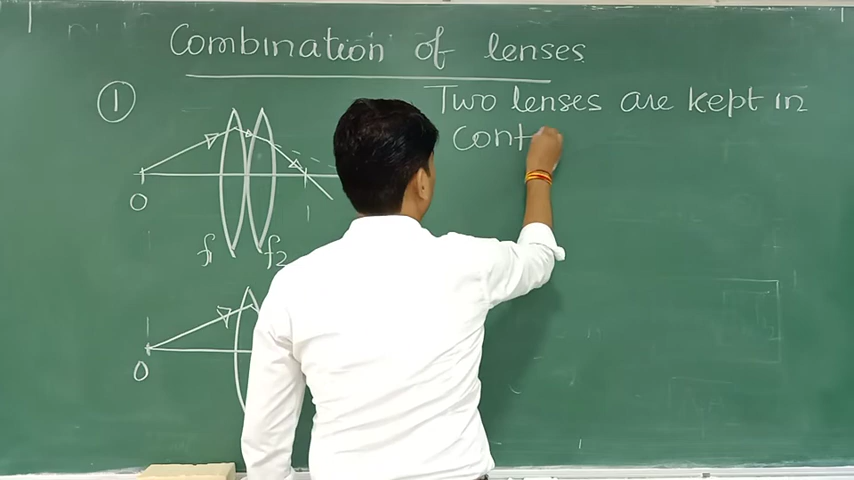 Combination of lenses
1
Two lenses are kept in
cont
O
I
f1 f2
O